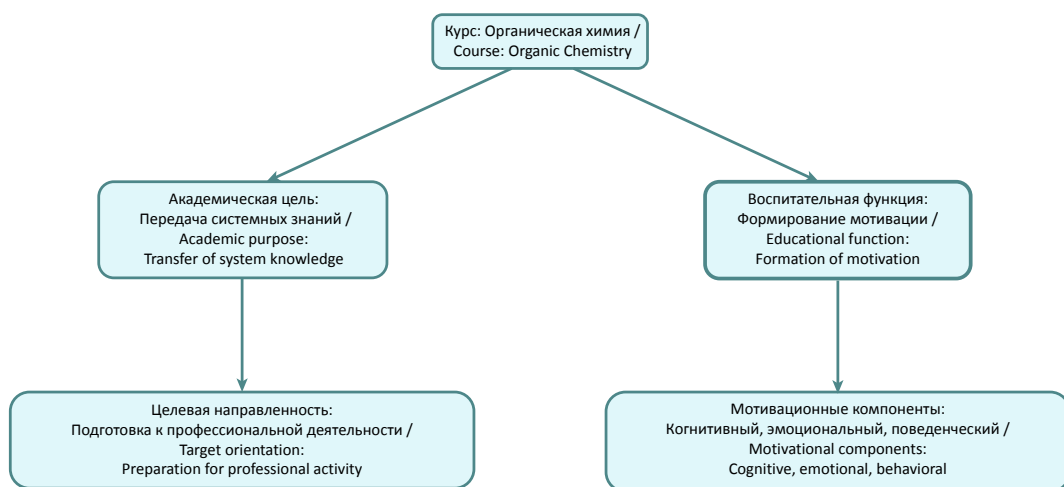 Курс: Органическая химия /
Course: Organic Chemistry
Академическая цель:
Передача системных знаний /
Academic purpose:
Transfer of system knowledge
Воспитательная функция:
Формирование мотивации /
Educational function:
Formation of motivation
Целевая направленность:
Подготовка к профессиональной деятельности /
Target orientation:
Preparation for professional activity
Мотивационные компоненты:
Когнитивный, эмоциональный, поведенческий /
Motivational components:
Cognitive, emotional, behavioral